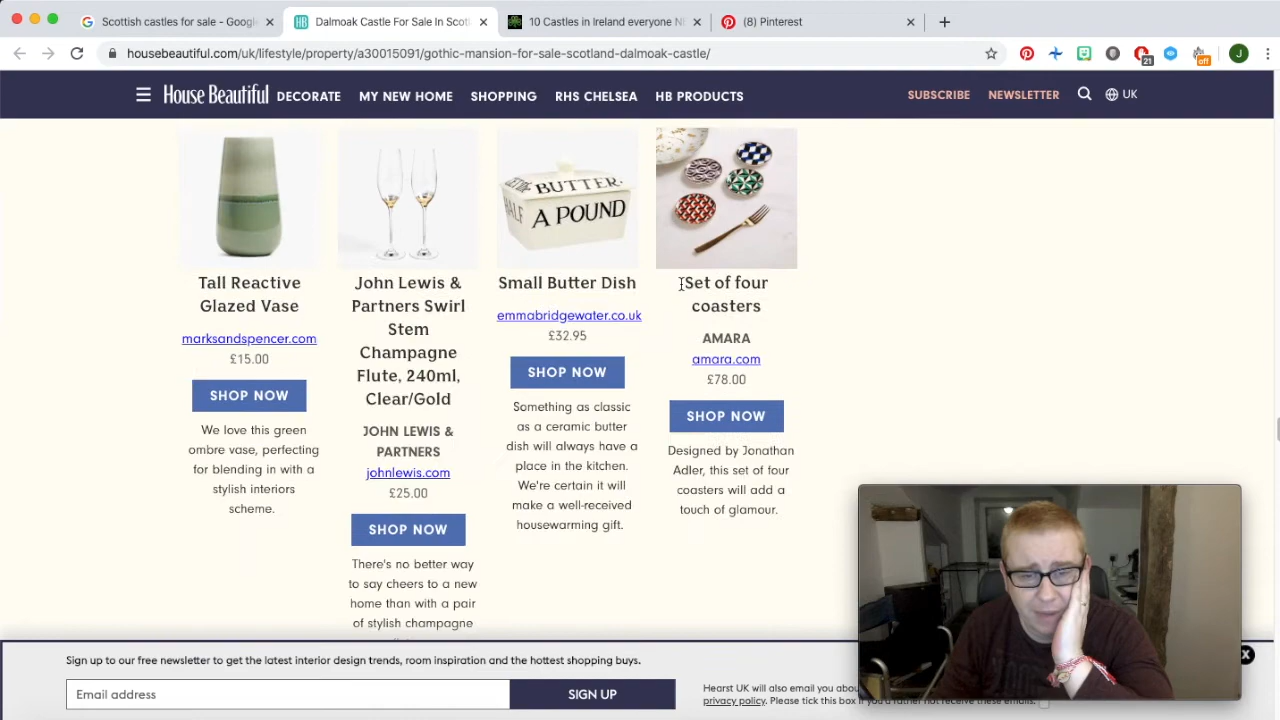 Scottish castles for sale - Google
Dalmoak Castle For Sale In Scot
10 Castles in Ireland everyone N
(8) Pinterest
housebeautiful.com/uk/lifestyle/property/a30015091/gothic-mansion-for-sale-scotland-dalmoak-castle/
21
off
J
House Beautiful
DECORATE
MY NEW HOME
SHOPPING
RHS CHELSEA
HB PRODUCTS
SUBSCRIBE
NEWSLETTER
UK
BUTTER
HALF A POUND
Tall Reactive
Glazed Vase
marksandspencer.com
£15.00
SHOP NOW
We love this green
ombre vase, perfecting
for blending in with a
stylish interiors
scheme.
John Lewis &
Partners Swirl
Stem
Champagne
Flute, 240ml,
Clear/Gold
JOHN LEWIS &
PARTNERS
johnlewis.com
£25.00
SHOP NOW
There's no better way
to say cheers to a new
home than with a pair
of stylish champagne
Small Butter Dish
emmabridgewater.co.uk
£32.95
SHOP NOW
Something as classic
as a ceramic butter
dish will always have a
place in the kitchen.
We're certain it will
make a well-received
housewarming gift.
Set of four
coasters
AMARA
amara.com
£78.00
SHOP NOW
Designed by Jonathan
Adler, this set of four
coasters will add a
touch of glamour.
Sign up to our free newsletter to get the latest interior design trends, room inspiration and the hottest shopping buys.
Email address
SIGN UP
Hearst UK will also email you abou
privacy policy. Please tick this box if you'd rather not receive these emails.
X